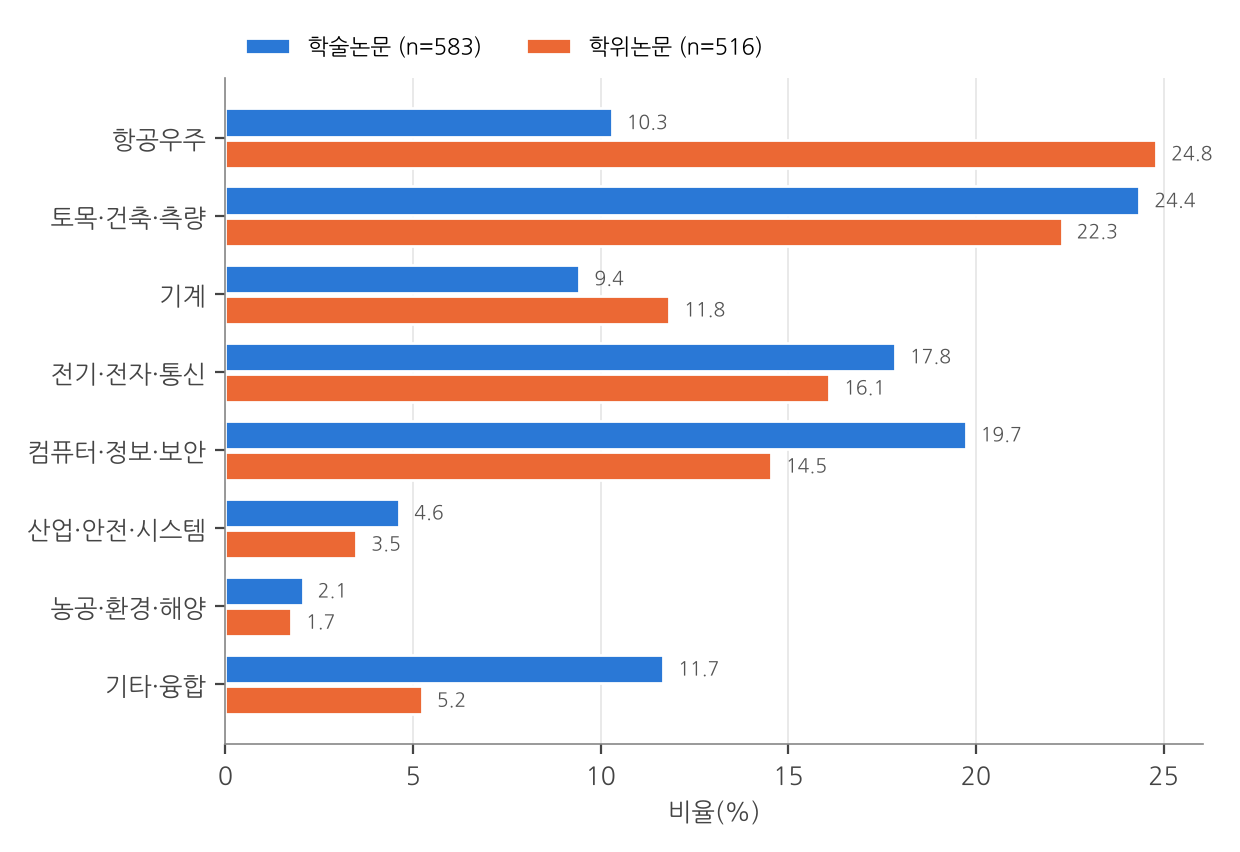 학술논문 (n=583) 학위논문 (n=516)
항공우주 10.3
24.8
토목·건축·측량 24.4
22.3
기계 9.4
11.8
전기·전자·통신 17.8
16.1
컴퓨터·정보·보안 19.7
14.5
산업·안전·시스템 4.6
3.5
농공·환경·해양 2.1
1.7
기타·융합 11.7
5.2
0 5 10 15 20 25
비율(%)